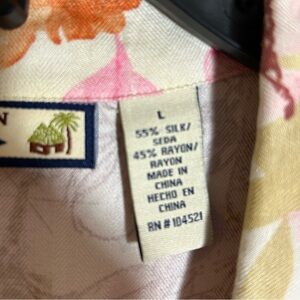 N
L
55% SILK/
SEDA
45% RAYON/
RAYON
MADE IN
CHINA
HECHO EN
CHINA
RN # 104521